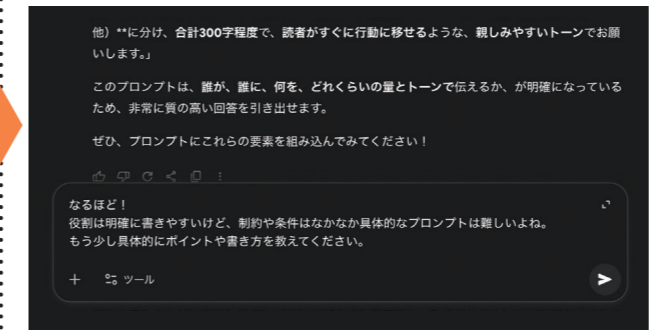 他）**に分け、合計300字程度で、読者がすぐに行動に移せるような、親しみやすいトーンでお願
いします。」
このプロンプトは、誰が、誰に、何を、どれくらいの量とトーンで伝えるか、が明確になっている
ため、非常に質の高い回答を引き出せます。
ぜひ、プロンプトにこれらの要素を組み込んでみてください！
なるほど！
役割は明確に書きやすいけど、制約や条件はなかなか具体的なプロンプトは難しいよね。
もう少し具体的にポイントや書き方を教えてください。
ツール